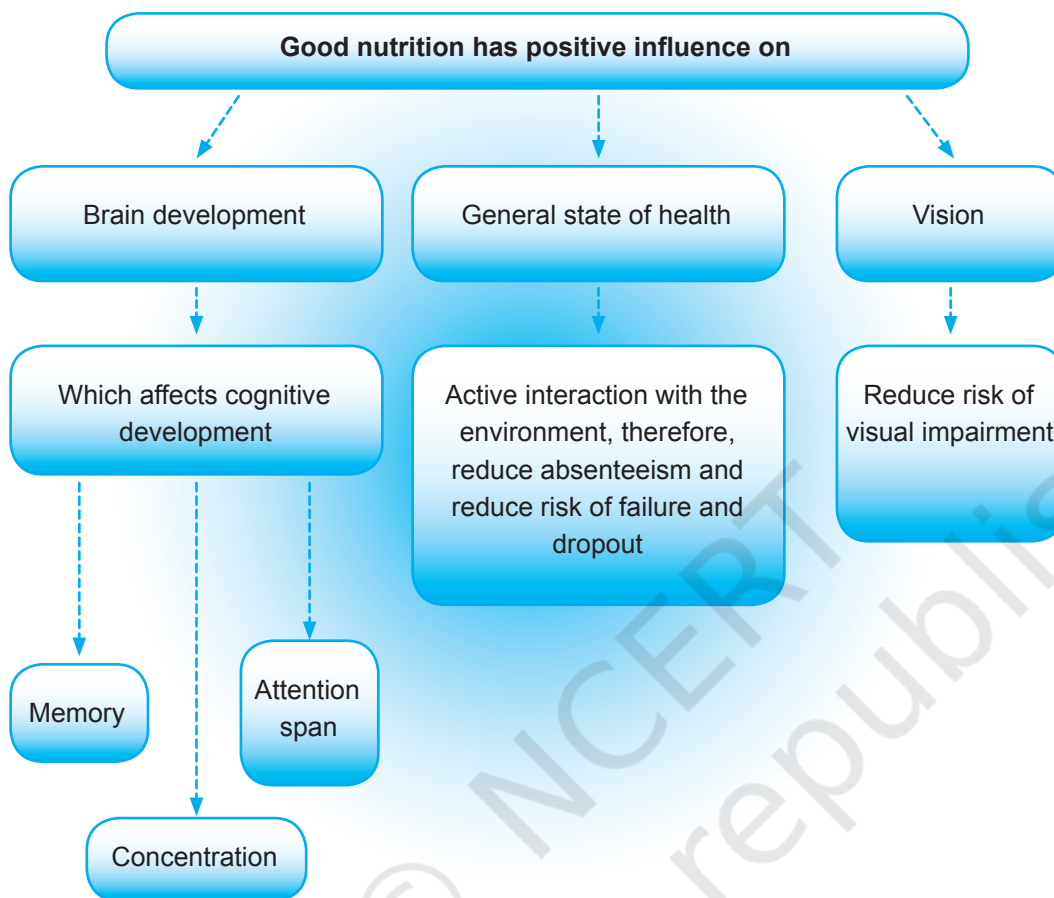 Good nutrition has positive influence on
Brain development
General state of health
Vision
Which affects cognitive
development
Active interaction with the
environment, therefore,
reduce absenteeism and
reduce risk of failure and
dropout
Reduce risk of
visual impairment
Memory
Attention
span
Concentration
© NCERT
republis